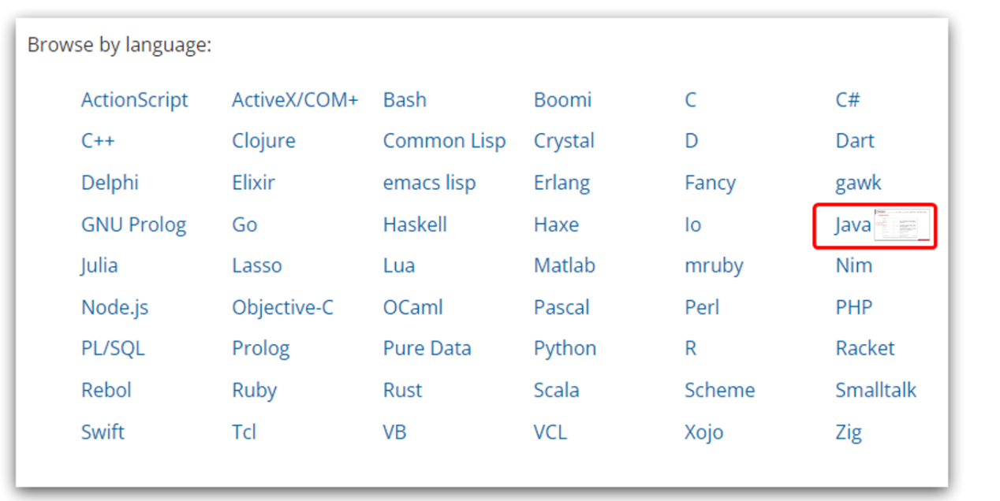 Browse by language:
ActionScript ActiveX/COM+ Bash Boomi C C#
C++ Clojure Common Lisp Crystal D Dart
Delphi Elixir emacs lisp Erlang Fancy gawk
GNU Prolog Go Haskell Haxe Io Java
Julia Lasso Lua Matlab mruby Nim
Node.js Objective-C OCaml Pascal Perl PHP
PL/SQL Prolog Pure Data Python R Racket
Rebol Ruby Rust Scala Scheme Smalltalk
Swift Tcl VB VCL Xojo Zig